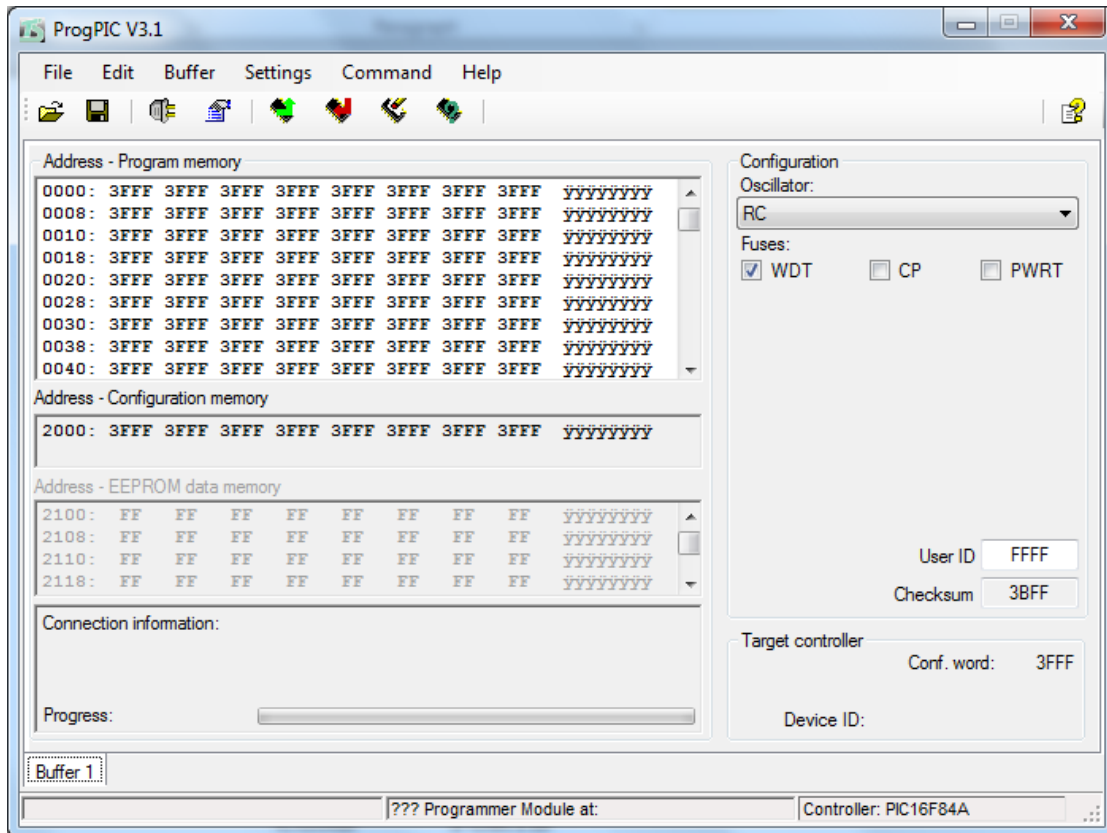 ProgPIC V3.1
File Edit Buffer Settings Command Help
Address - Program memory
0000: 3FFF 3FFF 3FFF 3FFF 3FFF 3FFF 3FFF 3FFF ÿÿÿÿÿÿÿÿ
0008: 3FFF 3FFF 3FFF 3FFF 3FFF 3FFF 3FFF 3FFF ÿÿÿÿÿÿÿÿ
0010: 3FFF 3FFF 3FFF 3FFF 3FFF 3FFF 3FFF 3FFF ÿÿÿÿÿÿÿÿ
0018: 3FFF 3FFF 3FFF 3FFF 3FFF 3FFF 3FFF 3FFF ÿÿÿÿÿÿÿÿ
0020: 3FFF 3FFF 3FFF 3FFF 3FFF 3FFF 3FFF 3FFF ÿÿÿÿÿÿÿÿ
0028: 3FFF 3FFF 3FFF 3FFF 3FFF 3FFF 3FFF 3FFF ÿÿÿÿÿÿÿÿ
0030: 3FFF 3FFF 3FFF 3FFF 3FFF 3FFF 3FFF 3FFF ÿÿÿÿÿÿÿÿ
0038: 3FFF 3FFF 3FFF 3FFF 3FFF 3FFF 3FFF 3FFF ÿÿÿÿÿÿÿÿ
0040: 3FFF 3FFF 3FFF 3FFF 3FFF 3FFF 3FFF 3FFF ÿÿÿÿÿÿÿÿ
Address - Configuration memory
2000: 3FFF 3FFF 3FFF 3FFF 3FFF 3FFF 3FFF 3FFF ÿÿÿÿÿÿÿÿ
Address - EEPROM data memory
2100: FF FF FF FF FF FF FF FF ÿÿÿÿÿÿÿÿ
2108: FF FF FF FF FF FF FF FF ÿÿÿÿÿÿÿÿ
2110: FF FF FF FF FF FF FF FF ÿÿÿÿÿÿÿÿ
2118: FF FF FF FF FF FF FF FF ÿÿÿÿÿÿÿÿ
Connection information:
Progress:
Configuration
Oscillator:
RC
Fuses:
WDT CP PWRT
User ID FFFF
Checksum 3BFF
Target controller
Conf. word: 3FFF
Device ID:
Buffer 1
??? Programmer Module at:
Controller: PIC16F84A